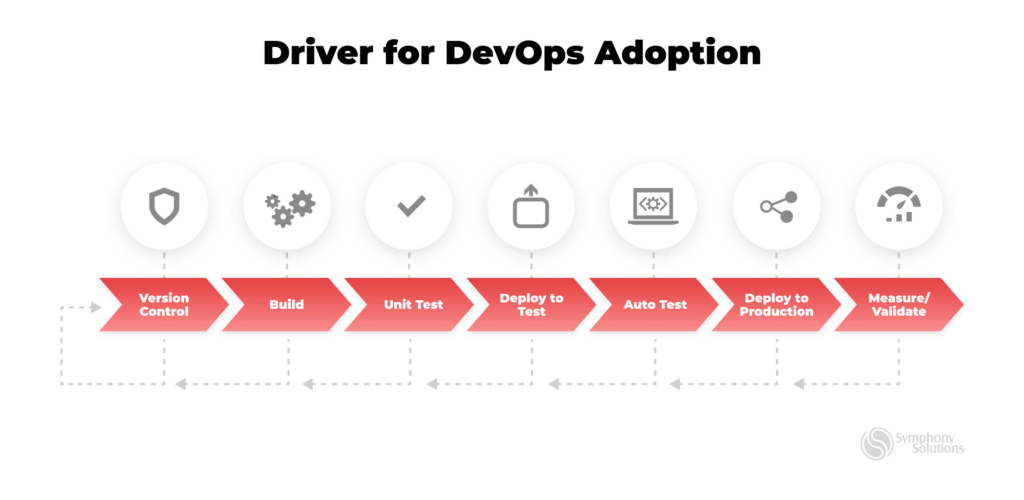 Driver for DevOps Adoption
Version
Control
Build
Unit Test
Deploy to
Test
Auto Test
Deploy to
Production
Measure/
Validate
Symphony
Solutions